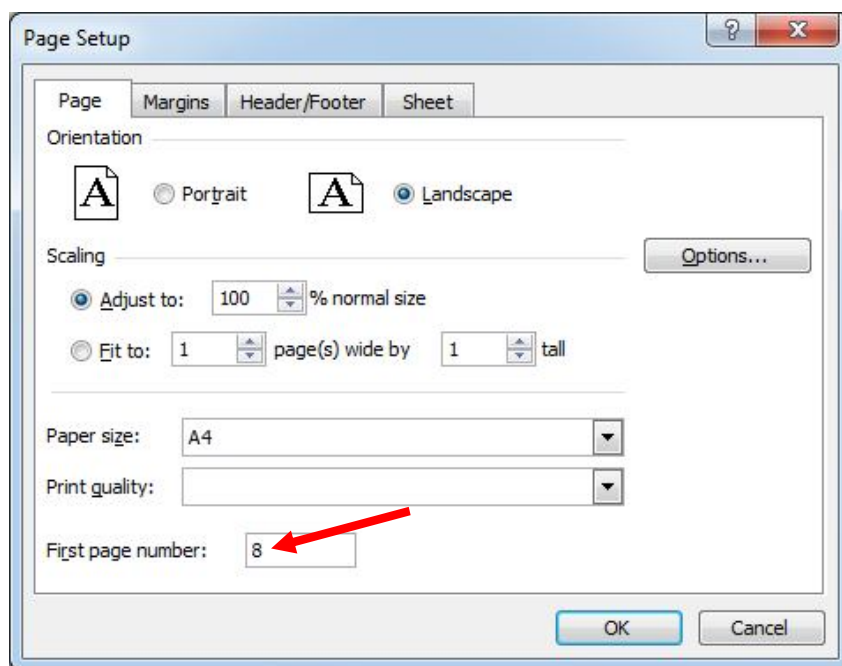 Page Setup
Page Margins Header/Footer Sheet
Orientation
A Portrait A Landscape
Scaling
Options...
Adjust to: 100 % normal size
Fit to: 1 page(s) wide by 1 tall
Paper size: A4
Print quality:
First page number: 8
OK Cancel